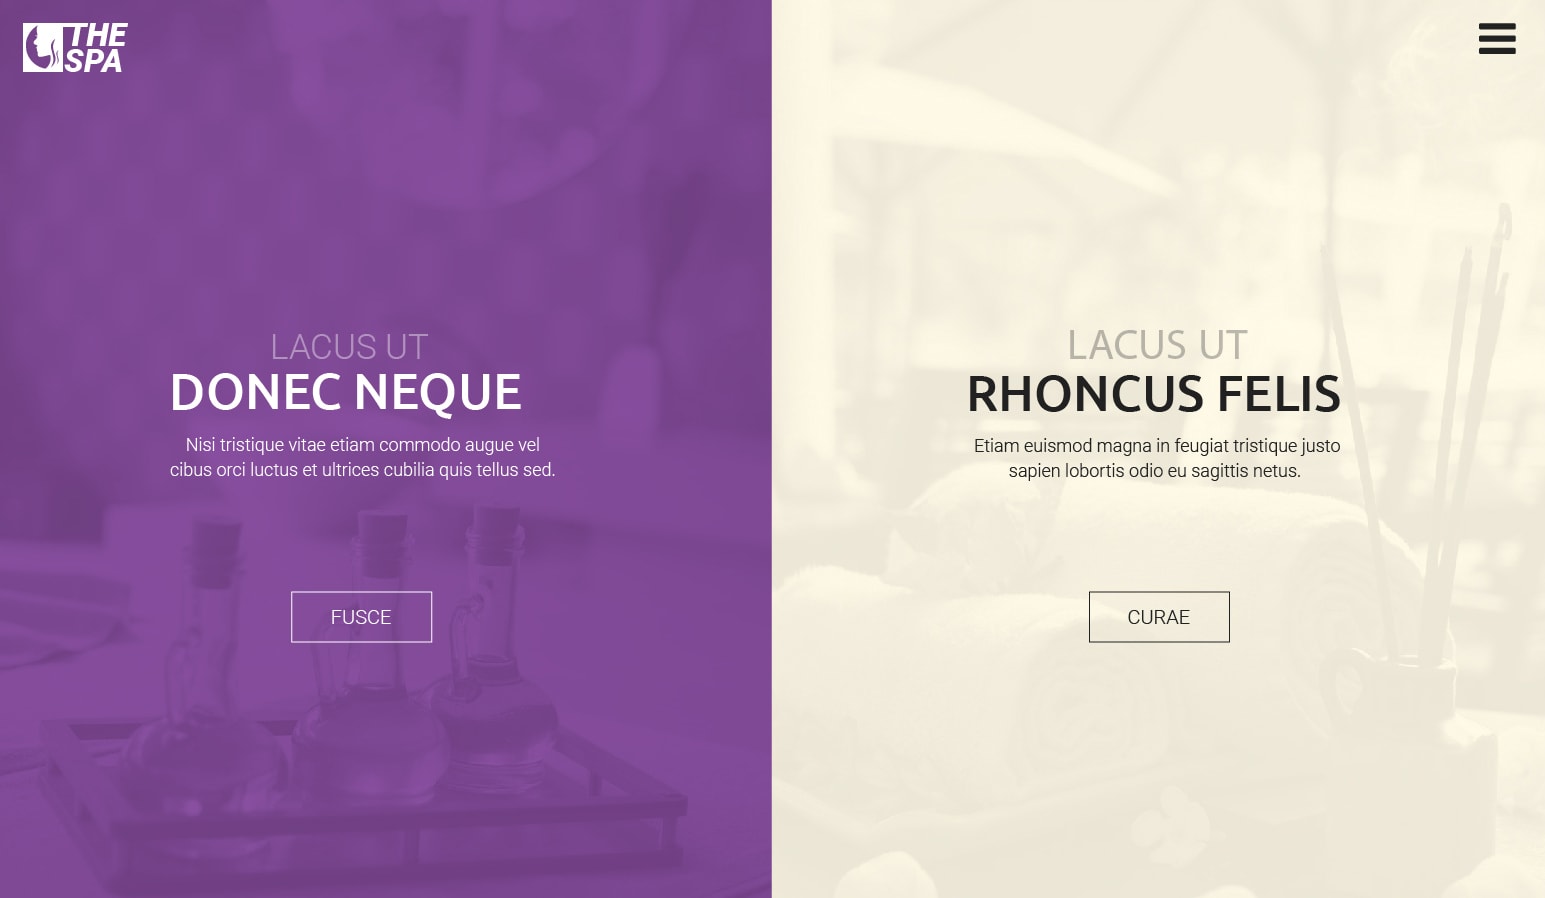 THE
SPA
LACUS UT
DONEC NEQUE
Nisi tristique vitae etiam commodo augue vel
cibus orci luctus et ultrices cubilia quis tellus sed.
FUSCE
LACUS UT
RHONCUS FELIS
Etiam euismod magna in feugiat tristique justo
sapien lobortis odio eu sagittis netus.
CURAE